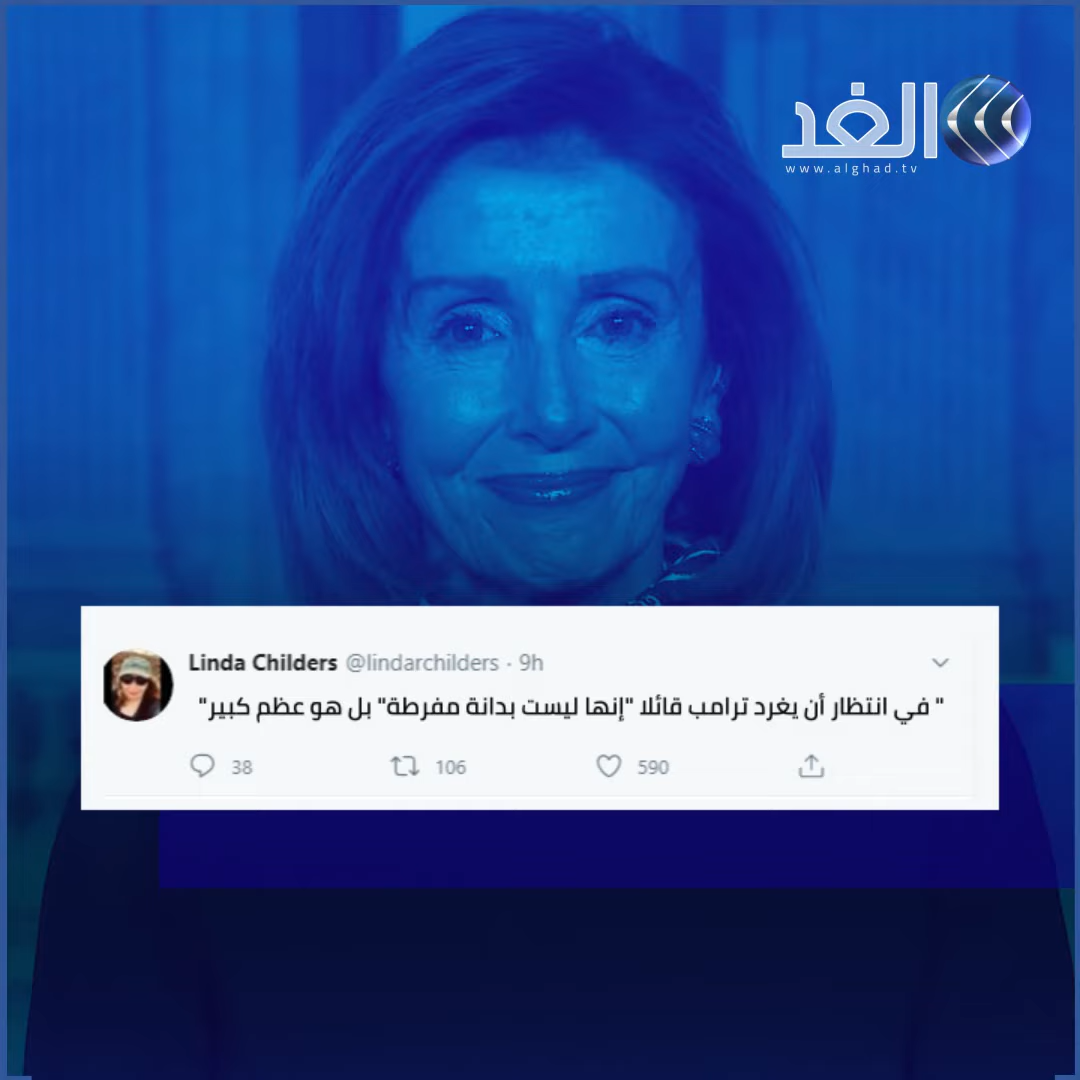 الغد
www.alghad.tv
Linda Childers @lindarchilders · 9h
" في انتظار أن يغرد ترامب قائلا "إنها ليست بدانة مفرطة" بل هو عظم كبير"
38 106 590